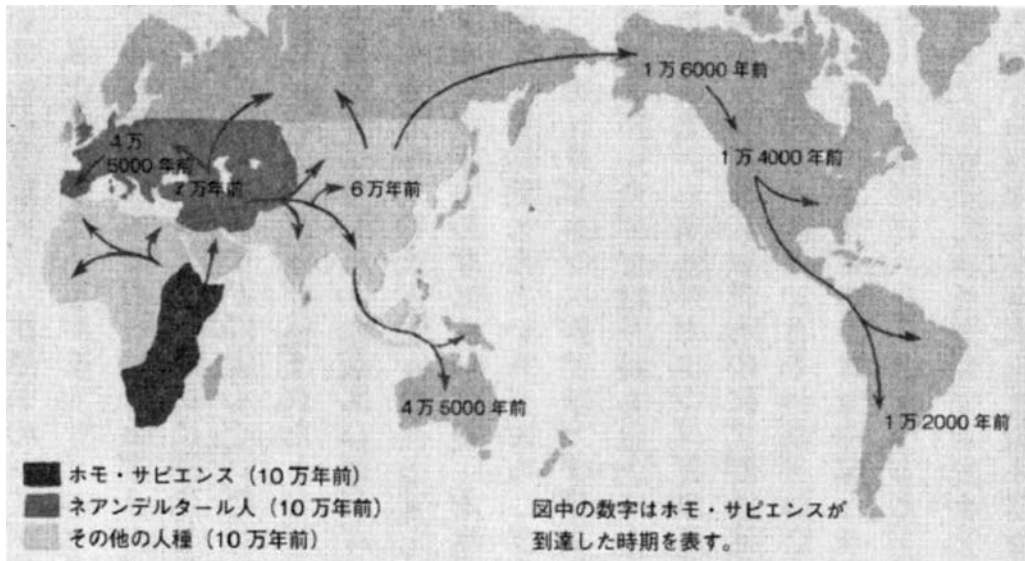 1万6000年前
4万
5000年前
1万4000年前
7万年前
6万年前
4万5000年前
1万2000年前
ホモ・サピエンス（10万年前）
ネアンデルタール人（10万年前）
その他の人種（10万年前）
図中の数字はホモ・サピエンスが
到達した時期を表す。